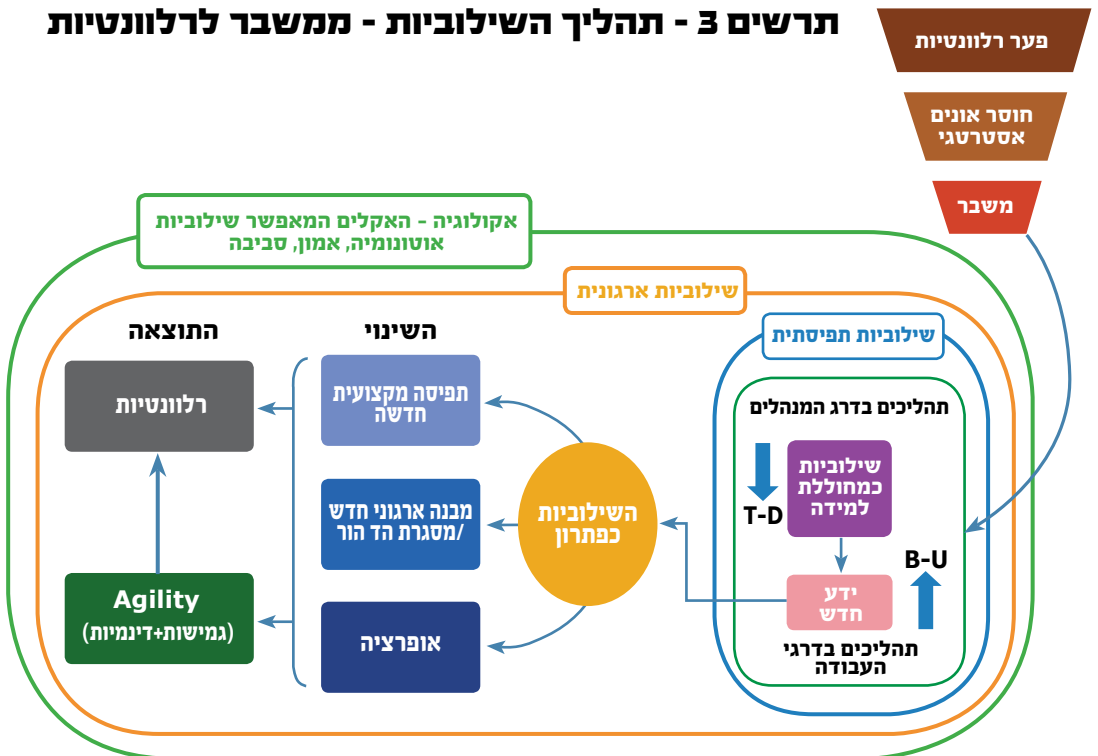 תרשים 3 - תהליך השילוביות - ממשבר לרלוונטיות
פער רלוונטיות
חוסר אונים
אסטרטגי
משבר
אקולוגיה - האקלים המאפשר שילוביות
אוטונומיה, אמון, סביבה
שילוביות ארגונית
שילוביות תפיסתית
תהליכים בדרג המנהלים
שילוביות
כמחוללת
למידה
T-D
B-U
ידע
חדש
תהליכים בדרגי
העבודה
השילוביות
כפתרון
השינוי
תפיסה מקצועית
חדשה
מבנה ארגוני חדש
/מסגרת הד הור
אופרציה
התוצאה
רלוונטיות
Agility
(גמישות+דינמיות)